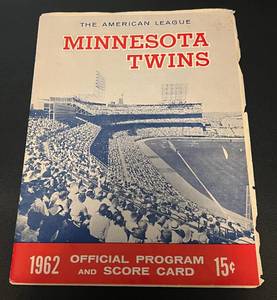 THE AMERICAN LEAGUE
MINNESOTA
TWINS
1962 OFFICIAL PROGRAM AND SCORE CARD 15¢